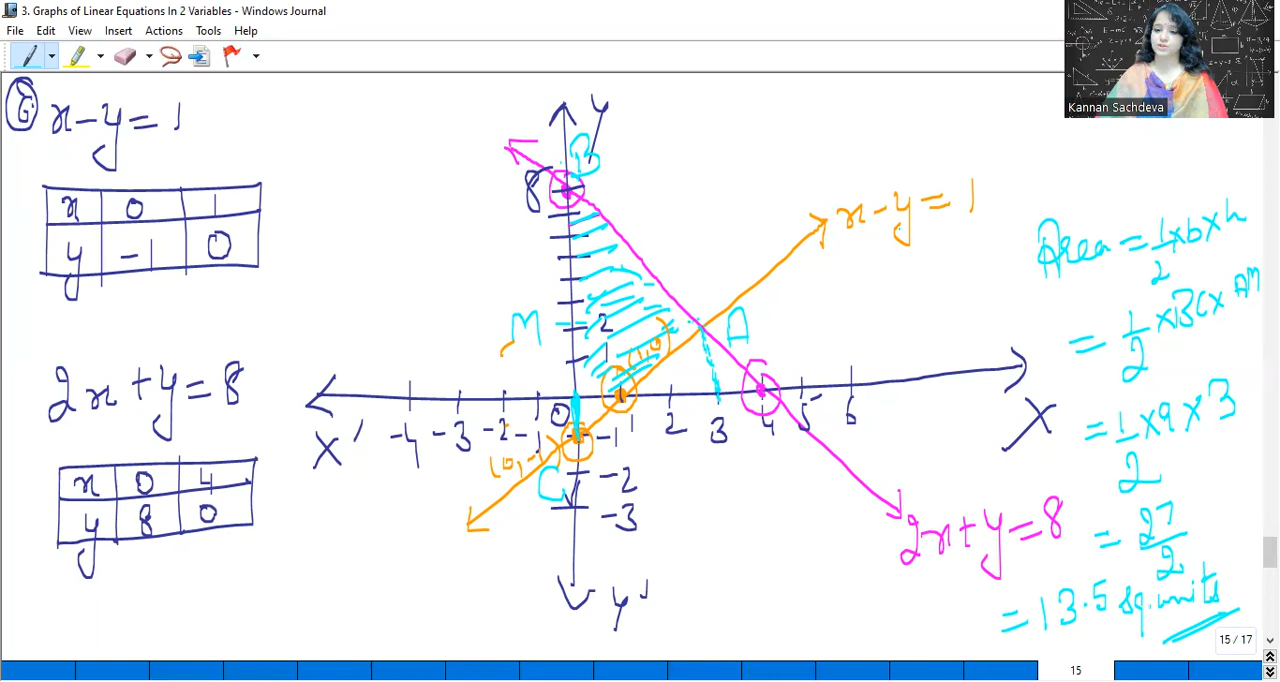 3. Graphs of Linear Equations In 2 Variables - Windows Journal
File Edit View Insert Actions Tools Help
Kannan Sachdeva
6
x-y=1
x 0 1
y -1 0
2x+y=8
x 0 4
y 8 0
Y
B
8
x-y=1
M
2
A
1
(1,0)
X' -4 -3 -2 -1 0 1 2 3 4 5 6 X
-1
(0,-1)
C
-2
-3
Y'
2x+y=8
Area = 1/2 x b x h
= 1/2 x BC x AM
= 1/2 x 9 x 3
= 27/2
= 13.5 sq. units
15 / 17
15